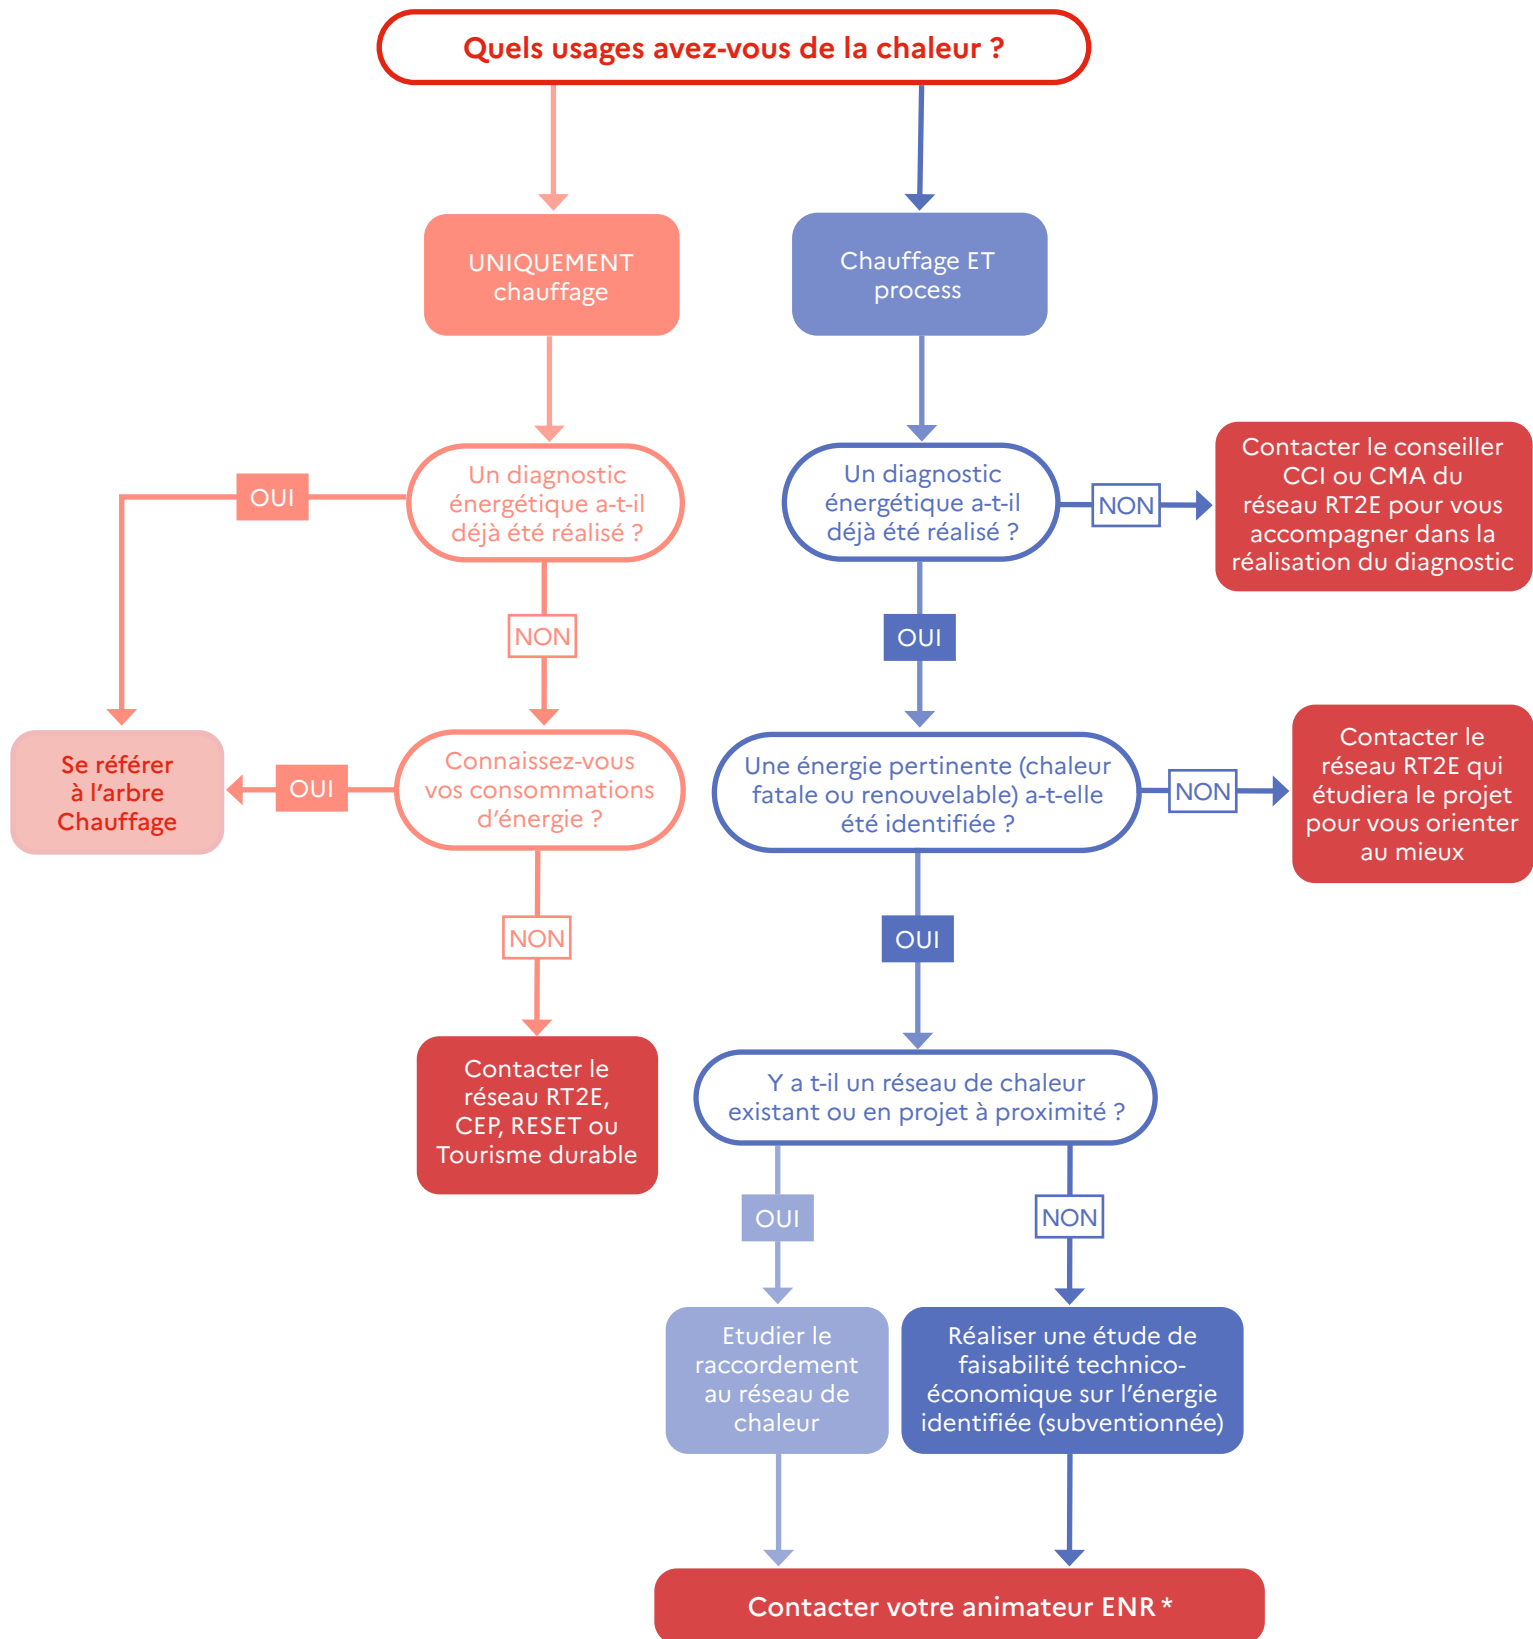 Quels usages avez-vous de la chaleur ?
UNIQUEMENT
chauffage
Chauffage ET
process
Un diagnostic
énergétique a-t-il
déjà été réalisé ?
OUI
NON
Un diagnostic
énergétique a-t-il
déjà été réalisé ?
NON
Contacter le conseiller
CCI ou CMA du
réseau RT2E pour vous
accompagner dans la
réalisation du diagnostic
OUI
Se référer
à l'arbre
Chauffage
OUI
Connaissez-vous
vos consommations
d'énergie ?
NON
Une énergie pertinente (chaleur
fatale ou renouvelable) a-t-elle
été identifiée ?
NON
Contacter le
réseau RT2E qui
étudiera le projet
pour vous orienter
au mieux
OUI
Contacter le
réseau RT2E,
CEP, RESET ou
Tourisme durable
Y a t-il un réseau de chaleur
existant ou en projet à proximité ?
OUI
NON
Etudier le
raccordement
au réseau de
chaleur
Réaliser une étude de
faisabilité technico-
économique sur l'énergie
identifiée (subventionnée)
Contacter votre animateur ENR *